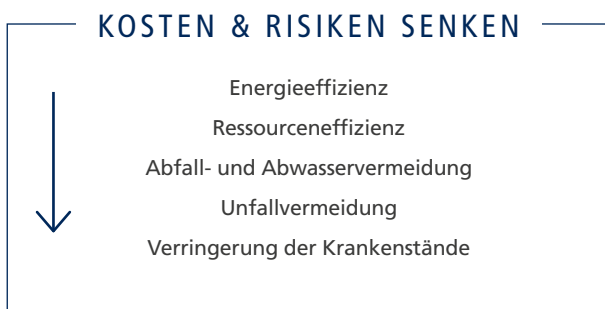 KOSTEN & RISIKEN SENKEN
Energieeffizienz
Ressourceneffizienz
Abfall- und Abwasservermeidung
Unfallvermeidung
Verringerung der Krankenstände